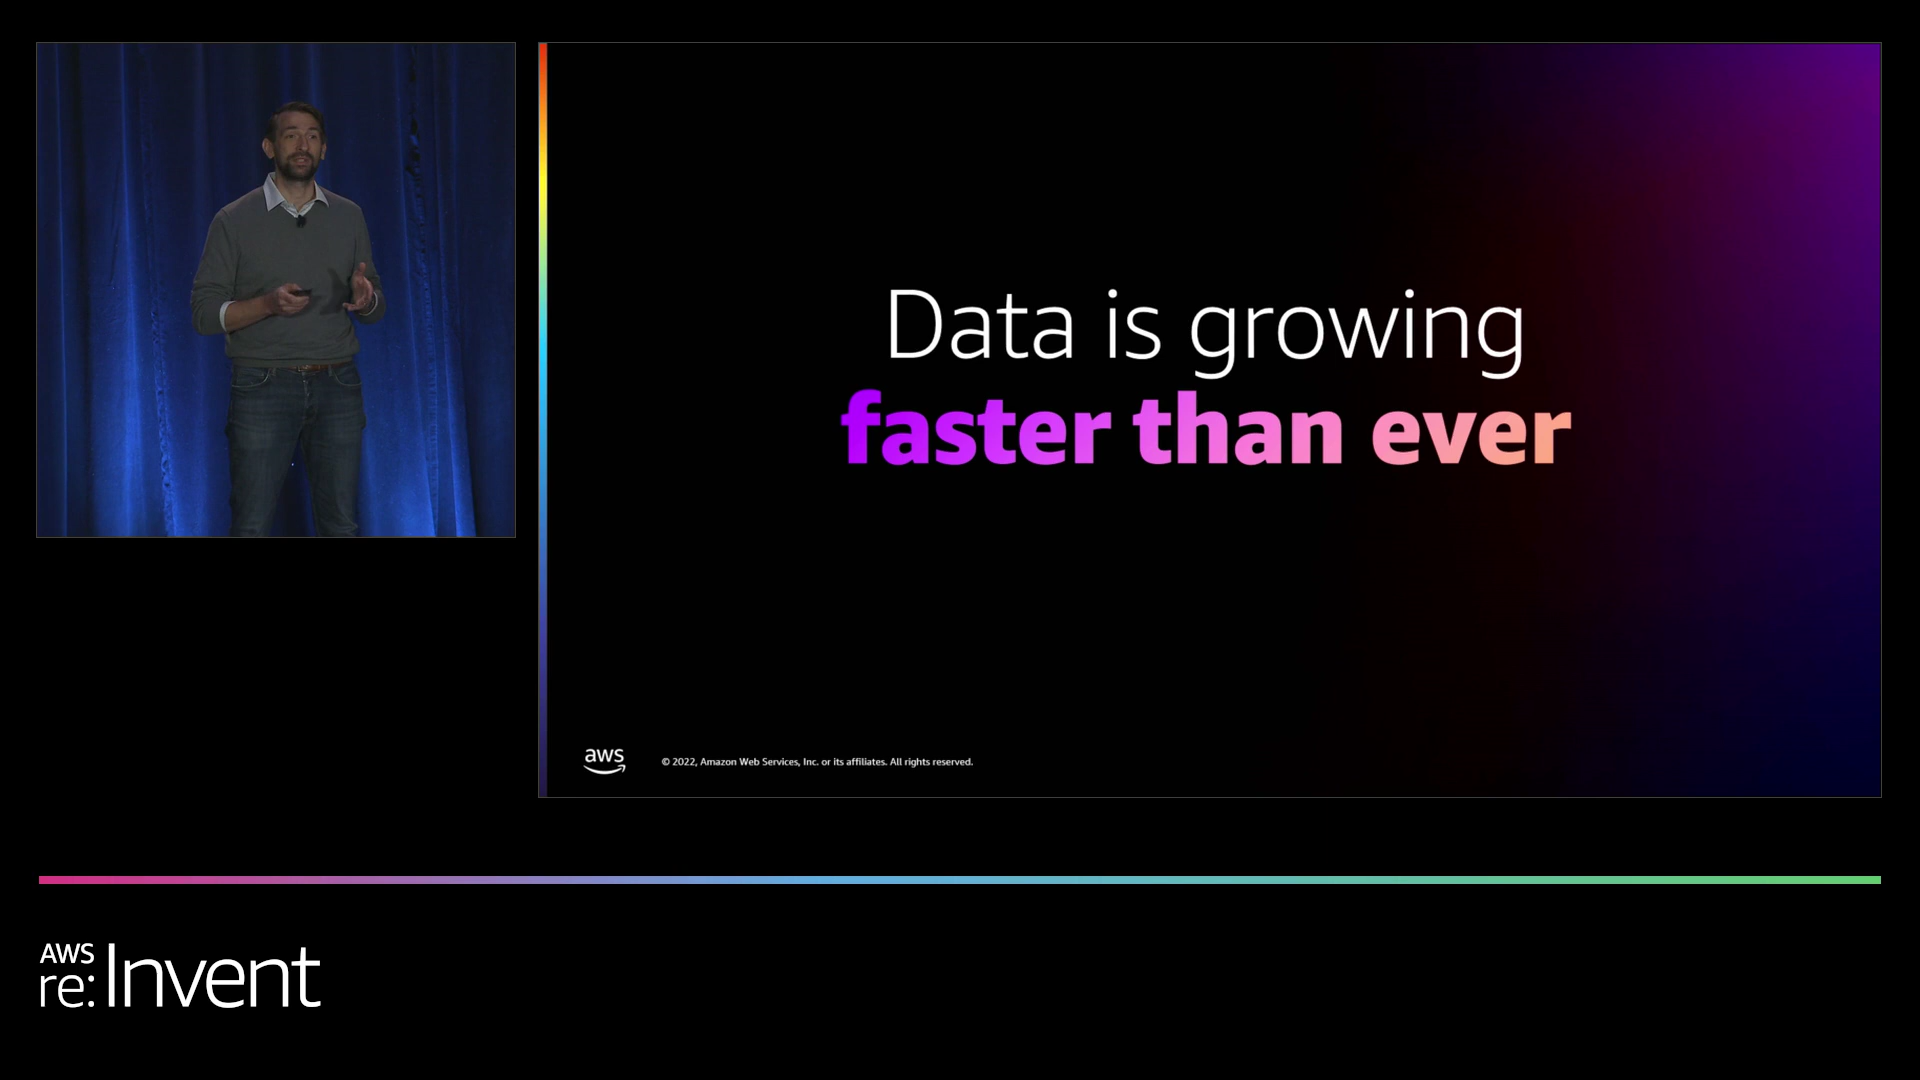 Data is growing
faster than ever
aws
© 2022, Amazon Web Services, Inc. or its affiliates. All rights reserved.
AWS
re:Invent